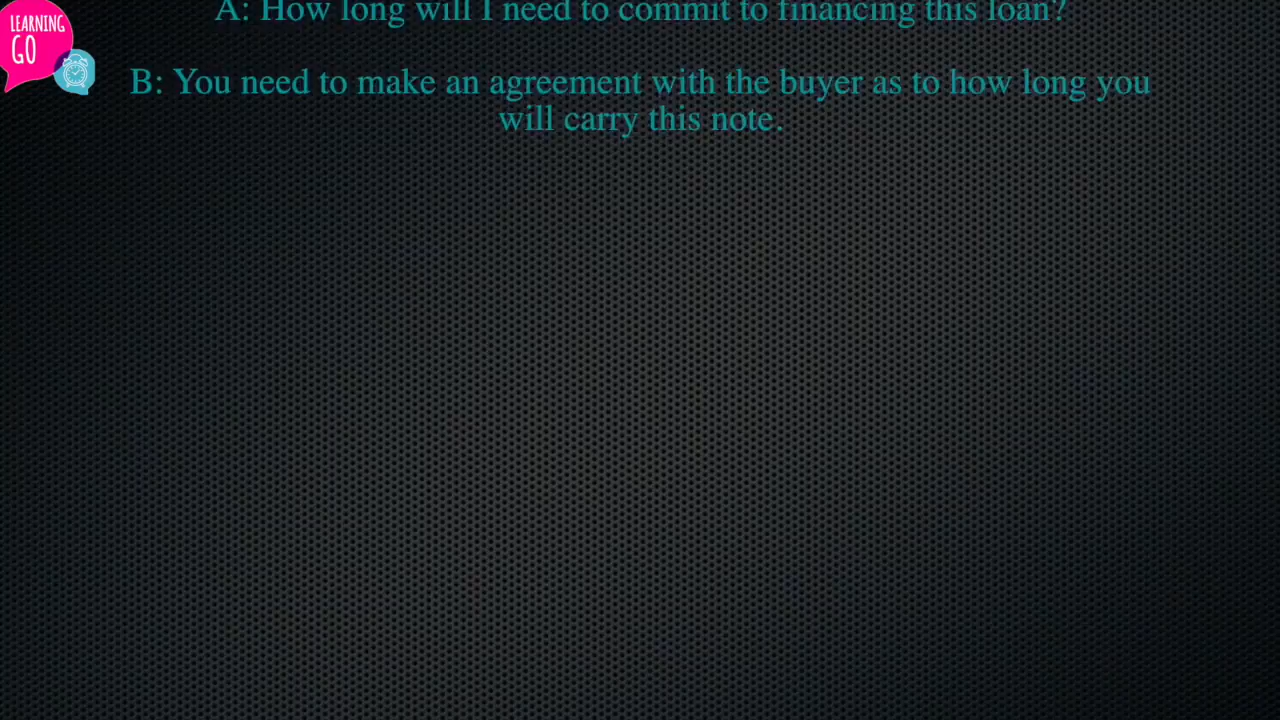 A: How long will I need to commit to financing this loan?
LEARNING
GO
B: You need to make an agreement with the buyer as to how long you
will carry this note.